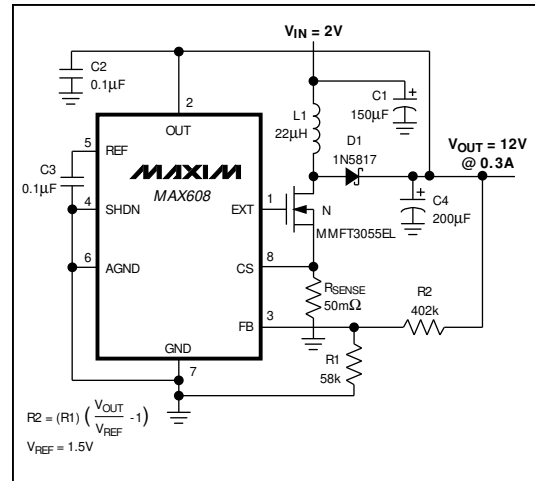 VIN = 2V
C2
0.1µF
2
OUT
C1
150µF
L1
22µH
D1
1N5817
VOUT = 12V
@ 0.3A
5
REF
MAXIM
MAX608
C3
0.1µF
4
SHDN
EXT
1
N
MMFT3055EL
C4
200µF
6
AGND
CS
8
RSENSE
50mΩ
R2
402k
FB
3
GND
7
R1
58k
R2 = (R1) (VOUT/VREF -1)
VREF = 1.5V